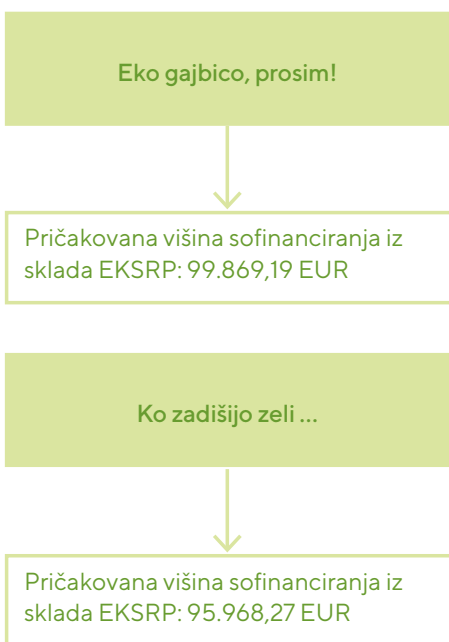 Eko gajbico, prosim!
Pričakovana višina sofinanciranja iz
sklada EKSRP: 99.869,19 EUR
Ko zadišijo zeli ...
Pričakovana višina sofinanciranja iz
sklada EKSRP: 95.968,27 EUR